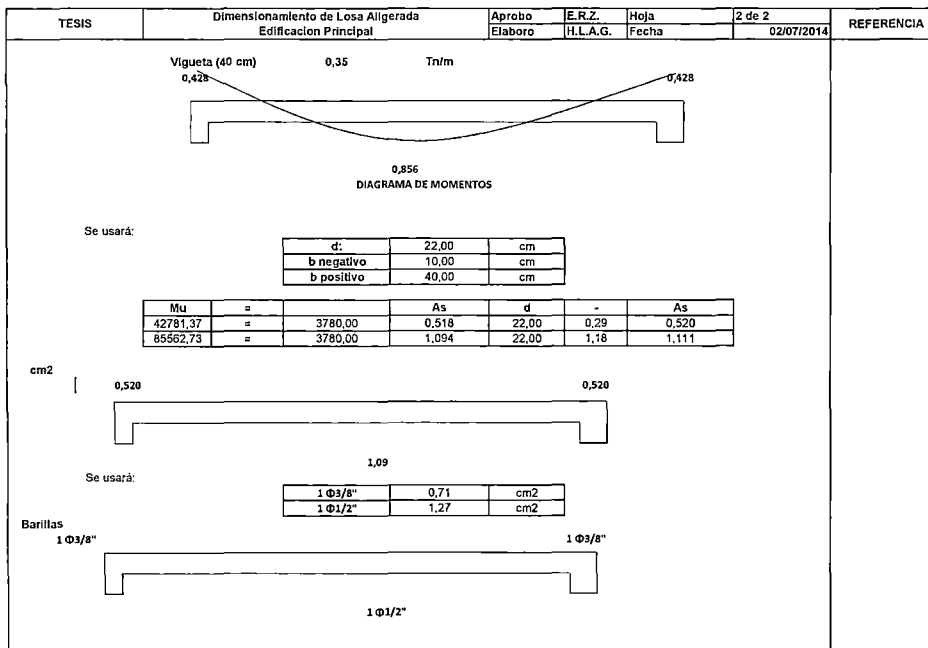 TESIS
Dimensionamiento de Losa Aligerada
Edificacion Principal
Aprobo E.R.Z. Hoja 2 de 2
Elaboro H.L.A.G. Fecha 02/07/2014
REFERENCIA
Vigueta (40 cm) 0,35 Tn/m
0,428 0,428
0,856
DIAGRAMA DE MOMENTOS
Se usará:
d: 22,00 cm
b negativo 10,00 cm
b positivo 40,00 cm
Mu = As d - As
42781,37 = 3780,00 0,518 22,00 0,29 0,520
85562,73 = 3780,00 1,094 22,00 1,18 1,111
cm2
0,520 0,520
1,09
Se usará:
1 Φ3/8" 0,71 cm2
1 Φ1/2" 1,27 cm2
Barillas
1 Φ3/8" 1 Φ3/8"
1 Φ1/2"